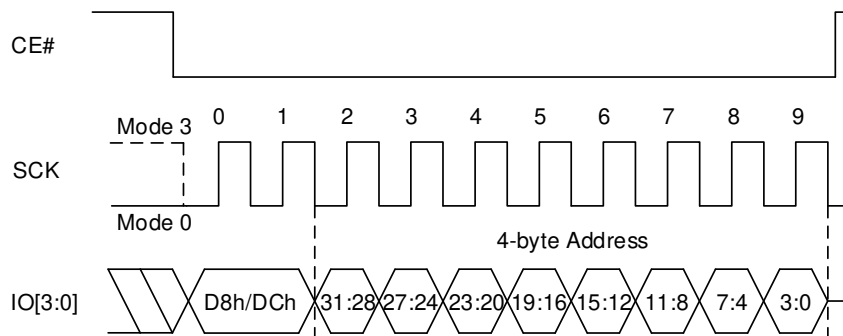 CE#
Mode 3 0 1 2 3 4 5 6 7 8 9
SCK
Mode 0
4-byte Address
IO[3:0] D8h/DCh 31:28 27:24 23:20 19:16 15:12 11:8 7:4 3:0